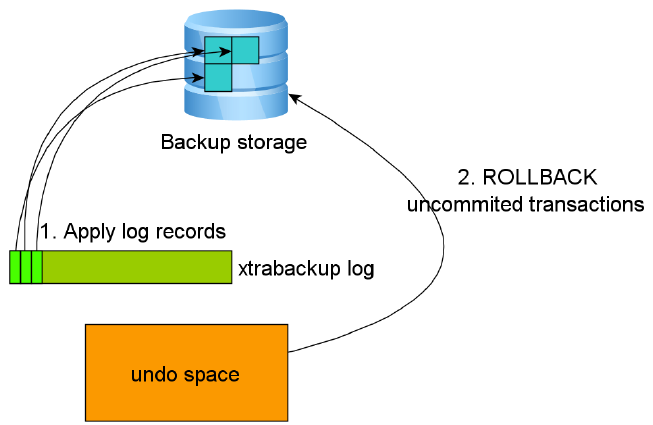 Backup storage
2. ROLLBACK
uncommited transactions
1. Apply log records
xtrabackup log
undo space